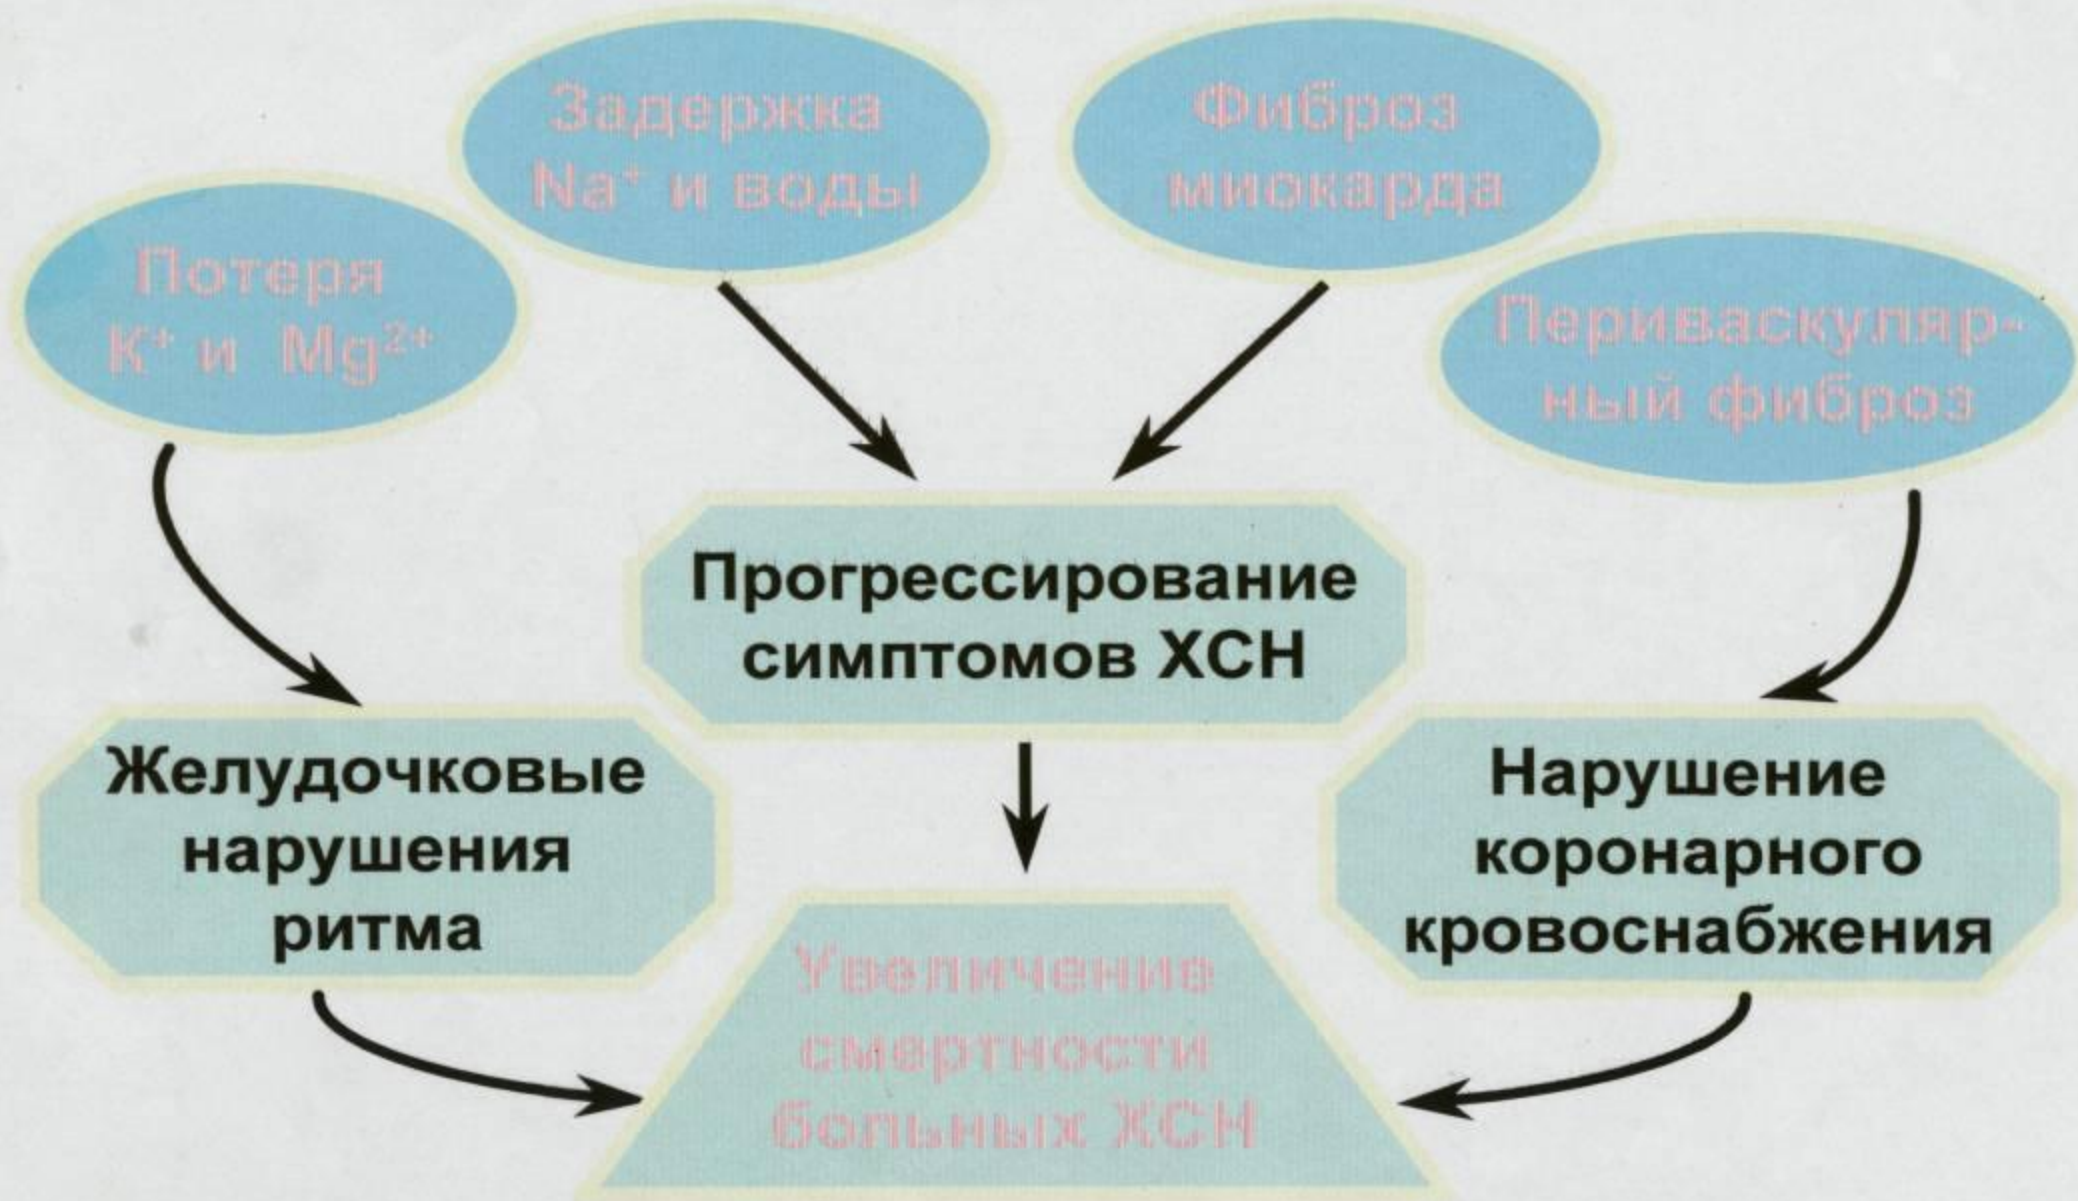 Задержка
Na⁺ и воды
Фиброз
миокарда
Потеря
К⁺ и Mg²⁺
Периваскуляр-
ный фиброз
Прогрессирование
симптомов ХСН
Желудочковые
нарушения
ритма
Нарушение
коронарного
кровоснабжения
Увеличение
смертности
больных ХСН